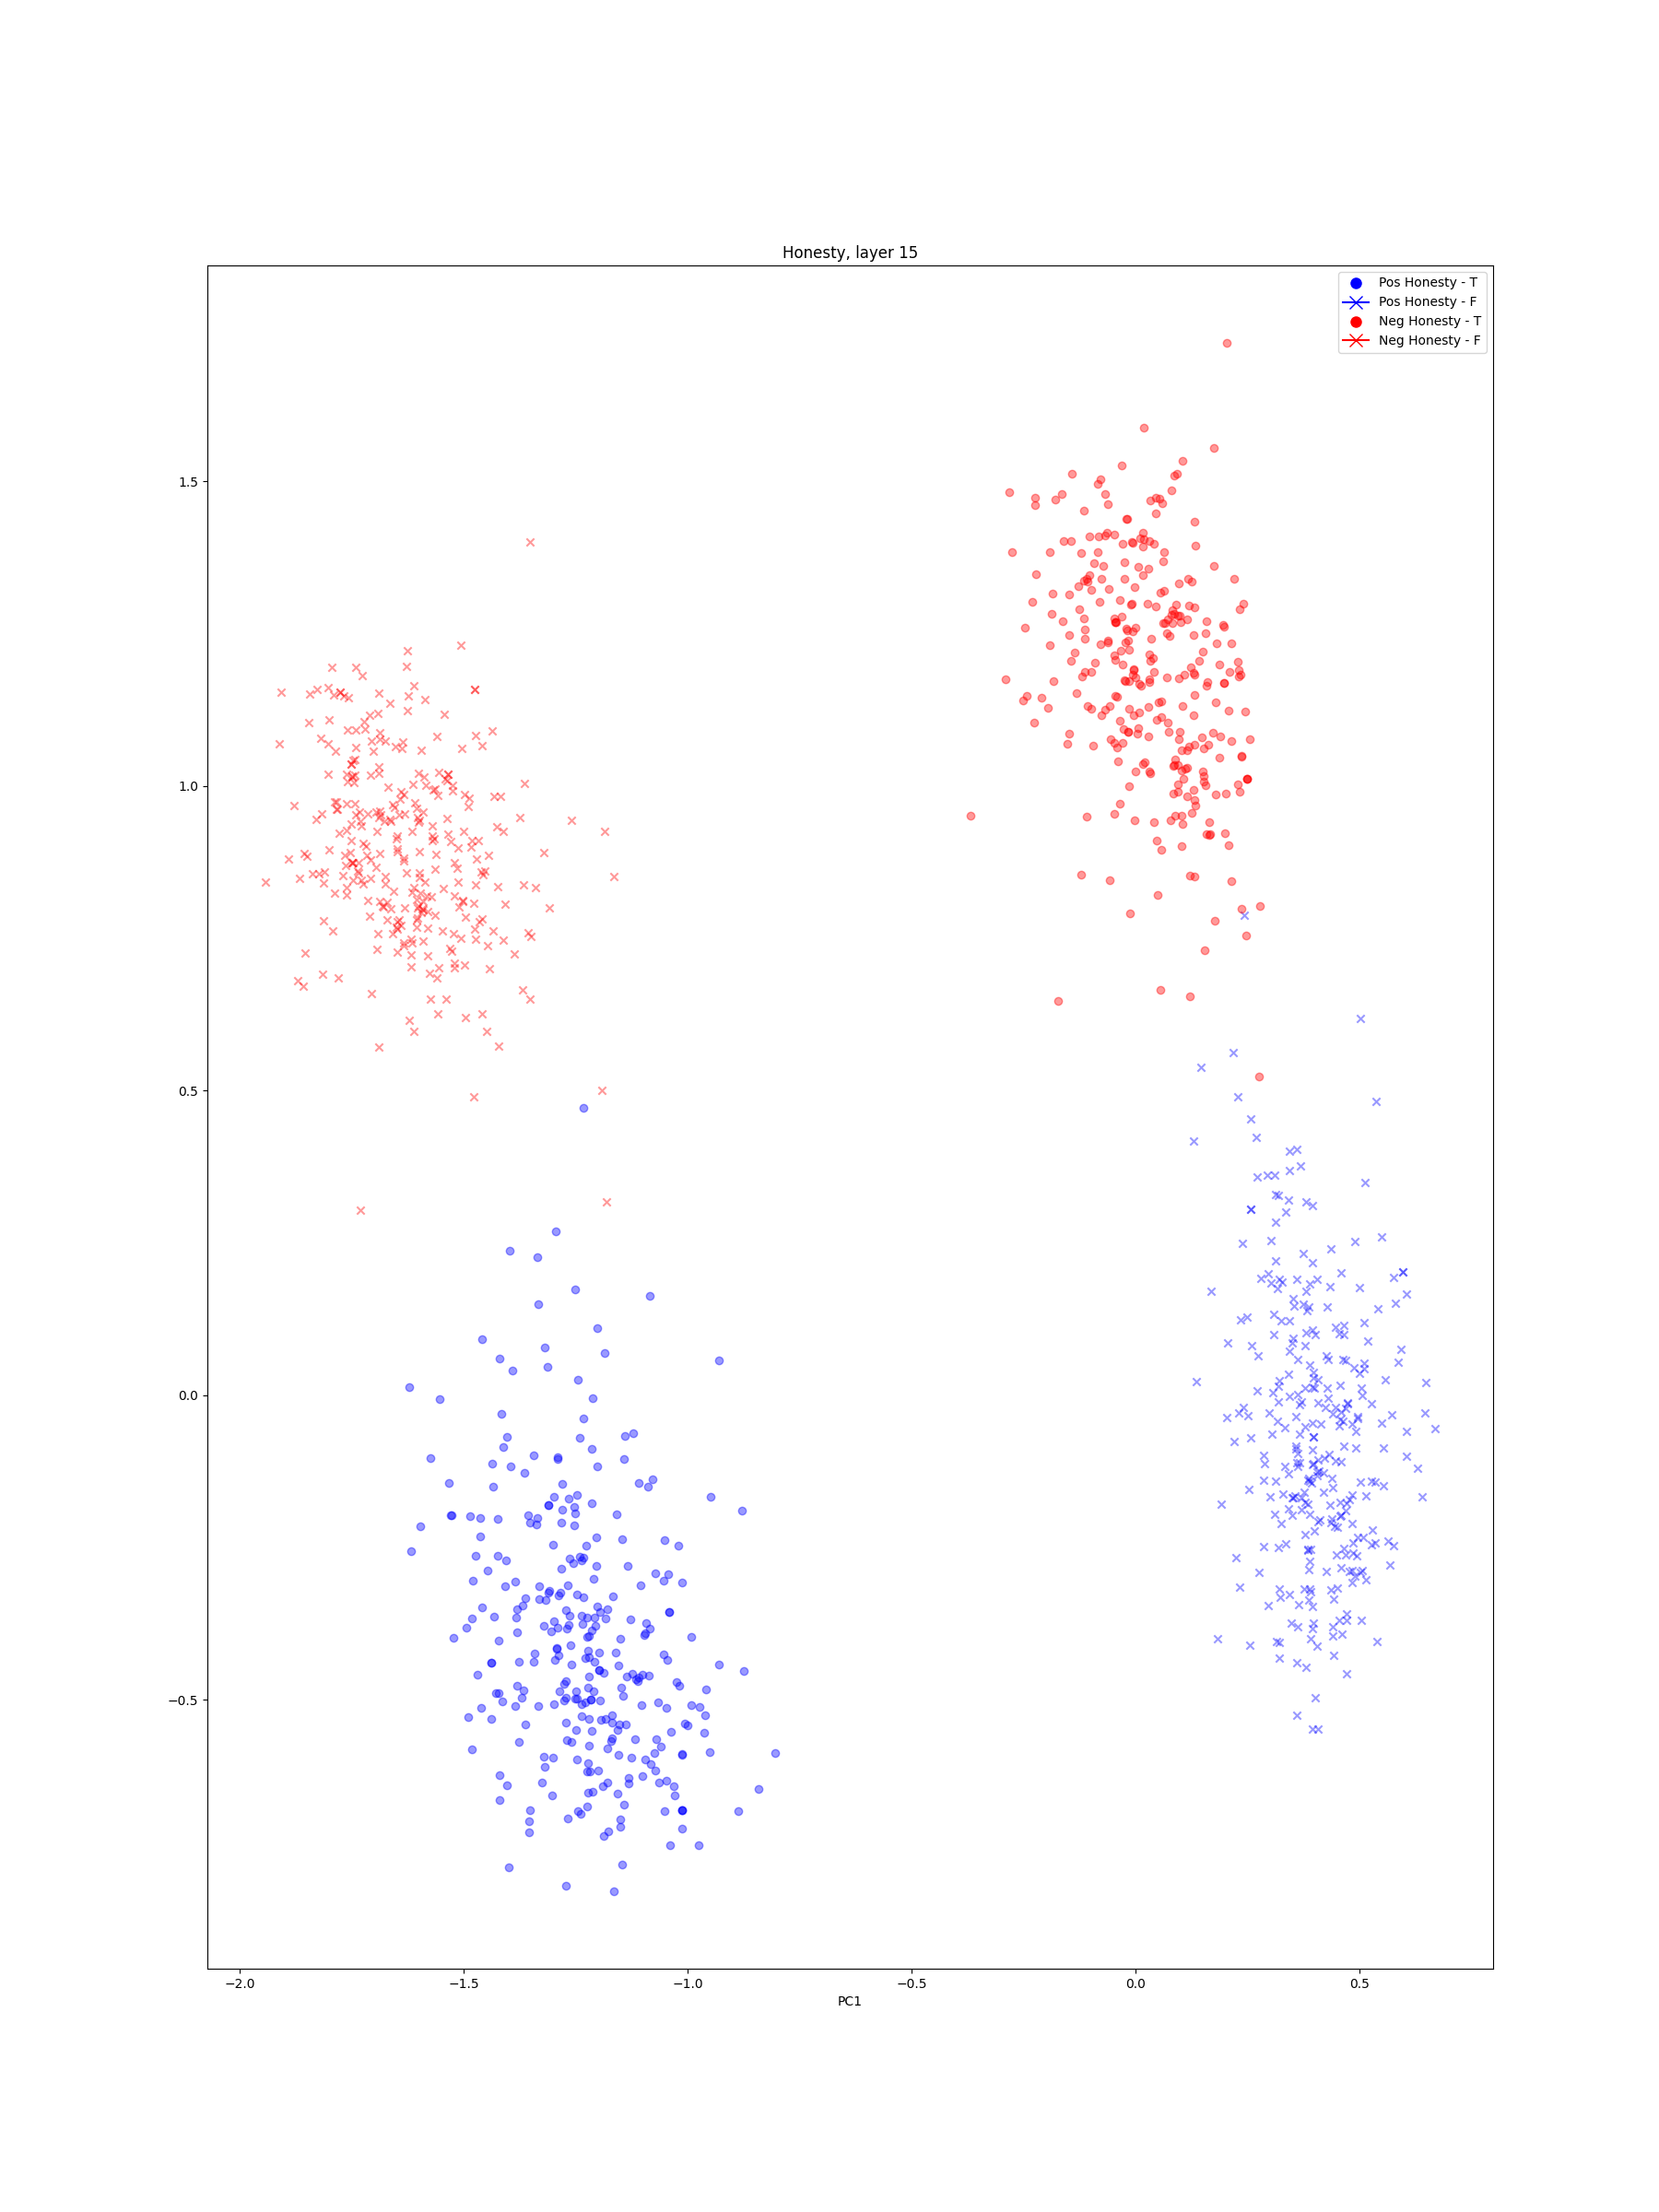 Honesty, layer 15
Pos Honesty - T
Pos Honesty - F
Neg Honesty - T
Neg Honesty - F
1.5
1.0
0.5
0.0
−0.5
−2.0 −1.5 −1.0 −0.5 0.0 0.5
PC1